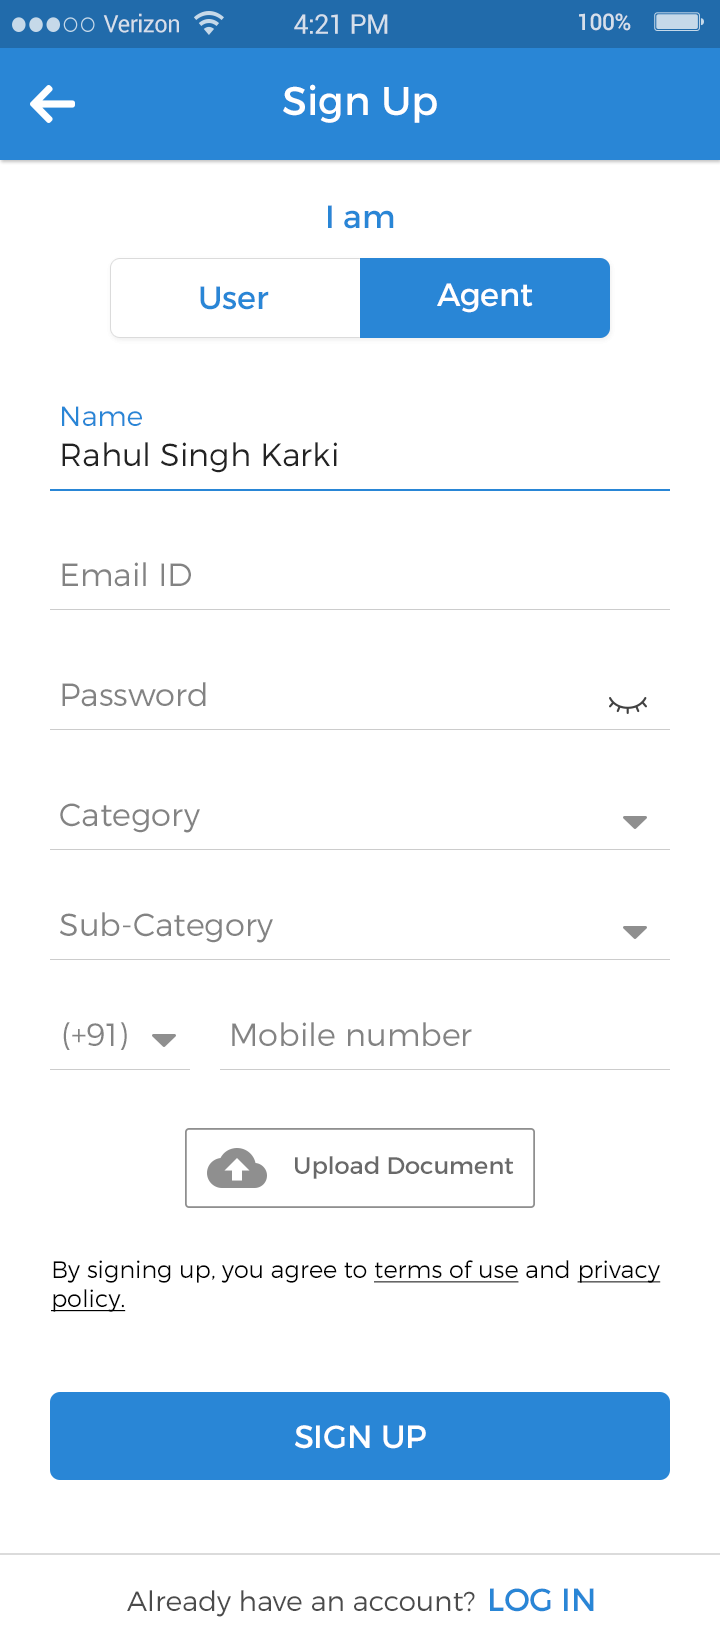 Verizon 4:21 PM 100%
Sign Up
I am
User Agent
Name
Rahul Singh Karki
Email ID
Password
Category
Sub-Category
(+91) Mobile number
Upload Document
By signing up, you agree to terms of use and privacy
policy.
SIGN UP
Already have an account? LOG IN